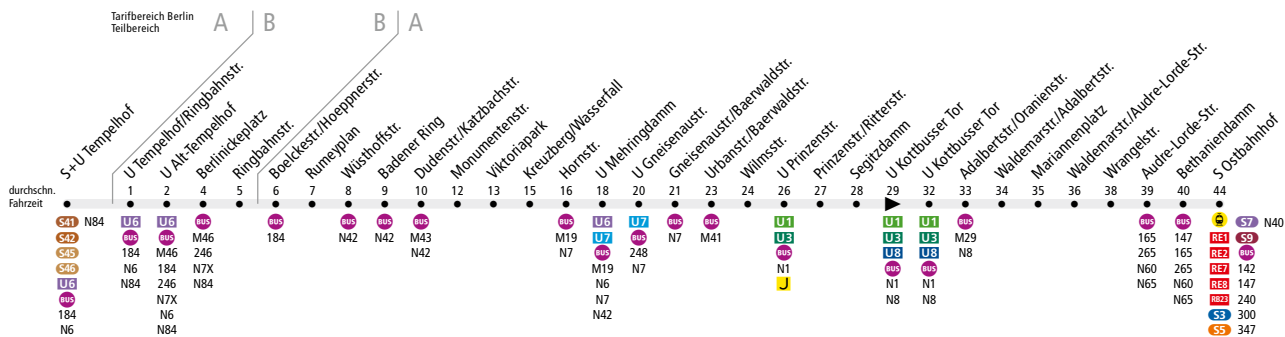 Tarifbereich Berlin
Teilbereich
A B
B A
S+U Tempelhof
U Tempelhof/Ringbahnstr.
U Alt-Tempelhof
Berlinickeplatz
Ringbahnstr.
Boelckestr./Hoeppnerstr.
Rumeyplan
Wüsthoffstr.
Badener Ring
Dudenstr./Katzbachstr.
Monumentenstr.
Viktoriapark
Kreuzberg/Wasserfall
Hornstr.
U Mehringdamm
U Gneisenaustr.
Gneisenaustr./Baerwaldstr.
Urbanstr./Baerwaldstr.
Wilmsstr.
U Prinzenstr.
Prinzenstr./Ritterstr.
Segitzdamm
U Kottbusser Tor
U Kottbusser Tor
Adalbertstr./Oranienstr.
Waldemarstr./Adalbertstr.
Mariannenplatz
Waldemarstr./Audre-Lorde-Str.
Wrangelstr.
Audre-Lorde-Str.
Bethaniendamm
S Ostbahnhof
durchschn.
Fahrzeit
1 2 4 5 6 7 8 9 10 12 13 15 16 18 20 21 23 24 26 27 28 29 32 33 34 35 36 38 39 40 44
S41 N84
S42
S45
S46
U6
BUS
184
N6
U6
BUS
184
N6
N84
U6
BUS
M46
184
246
N7X
N6
N84
BUS
M46
246
N7X
N84
BUS
184
BUS
N42
BUS
N42
BUS
M43
N42
BUS
M19
N7
U6
U7
BUS
M19
N6
N7
N42
U7
BUS
248
N7
BUS
N7
BUS
M41
U1
U3
BUS
N1
U1
U3
U8
BUS
N1
N8
U1
U3
U8
BUS
N1
N8
BUS
M29
N8
BUS
165
265
N60
N65
BUS
147
165
265
N60
N65
RE1
RE2
RE7
RE8
RB23
S3
S5
S7 N40
S9
BUS
142
147
240
300
347